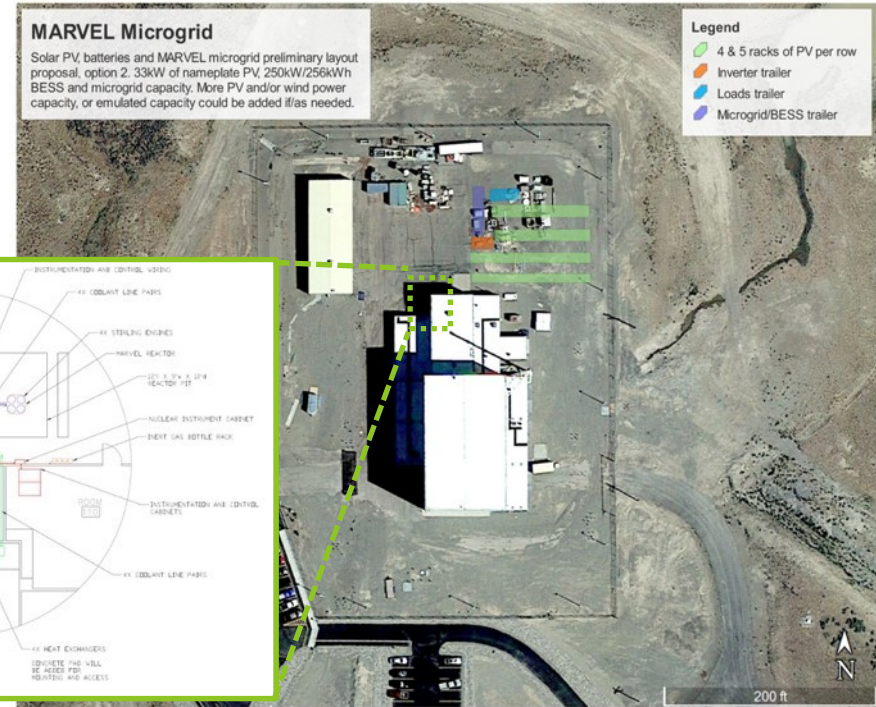 MARVEL Microgrid
Solar PV, batteries and MARVEL microgrid preliminary layout
proposal, option 2. 33kW of nameplate PV, 250kW/256kWh
BESS and microgrid capacity. More PV and/or wind power
capacity, or emulated capacity could be added if/as needed.
Legend
4 & 5 racks of PV per row
Inverter trailer
Loads trailer
Microgrid/BESS trailer
INSTRUMENTATION AND CONTROL WIRING
4X COOLANT LINE PAIRS
4X STIRLING ENGINES
MARVEL REACTOR
REACTOR PIT
NUCLEAR INSTRUMENT CABINET
INERT GAS BOTTLE RACK
ROOM
INSTRUMENTATION AND CONTROL
CABINETS
4X COOLANT LINE PAIRS
4X HEAT EXCHANGERS
CONCRETE PAD WILL
BE ADDED FOR
MOUNTING AND ACCESS
N
200 ft